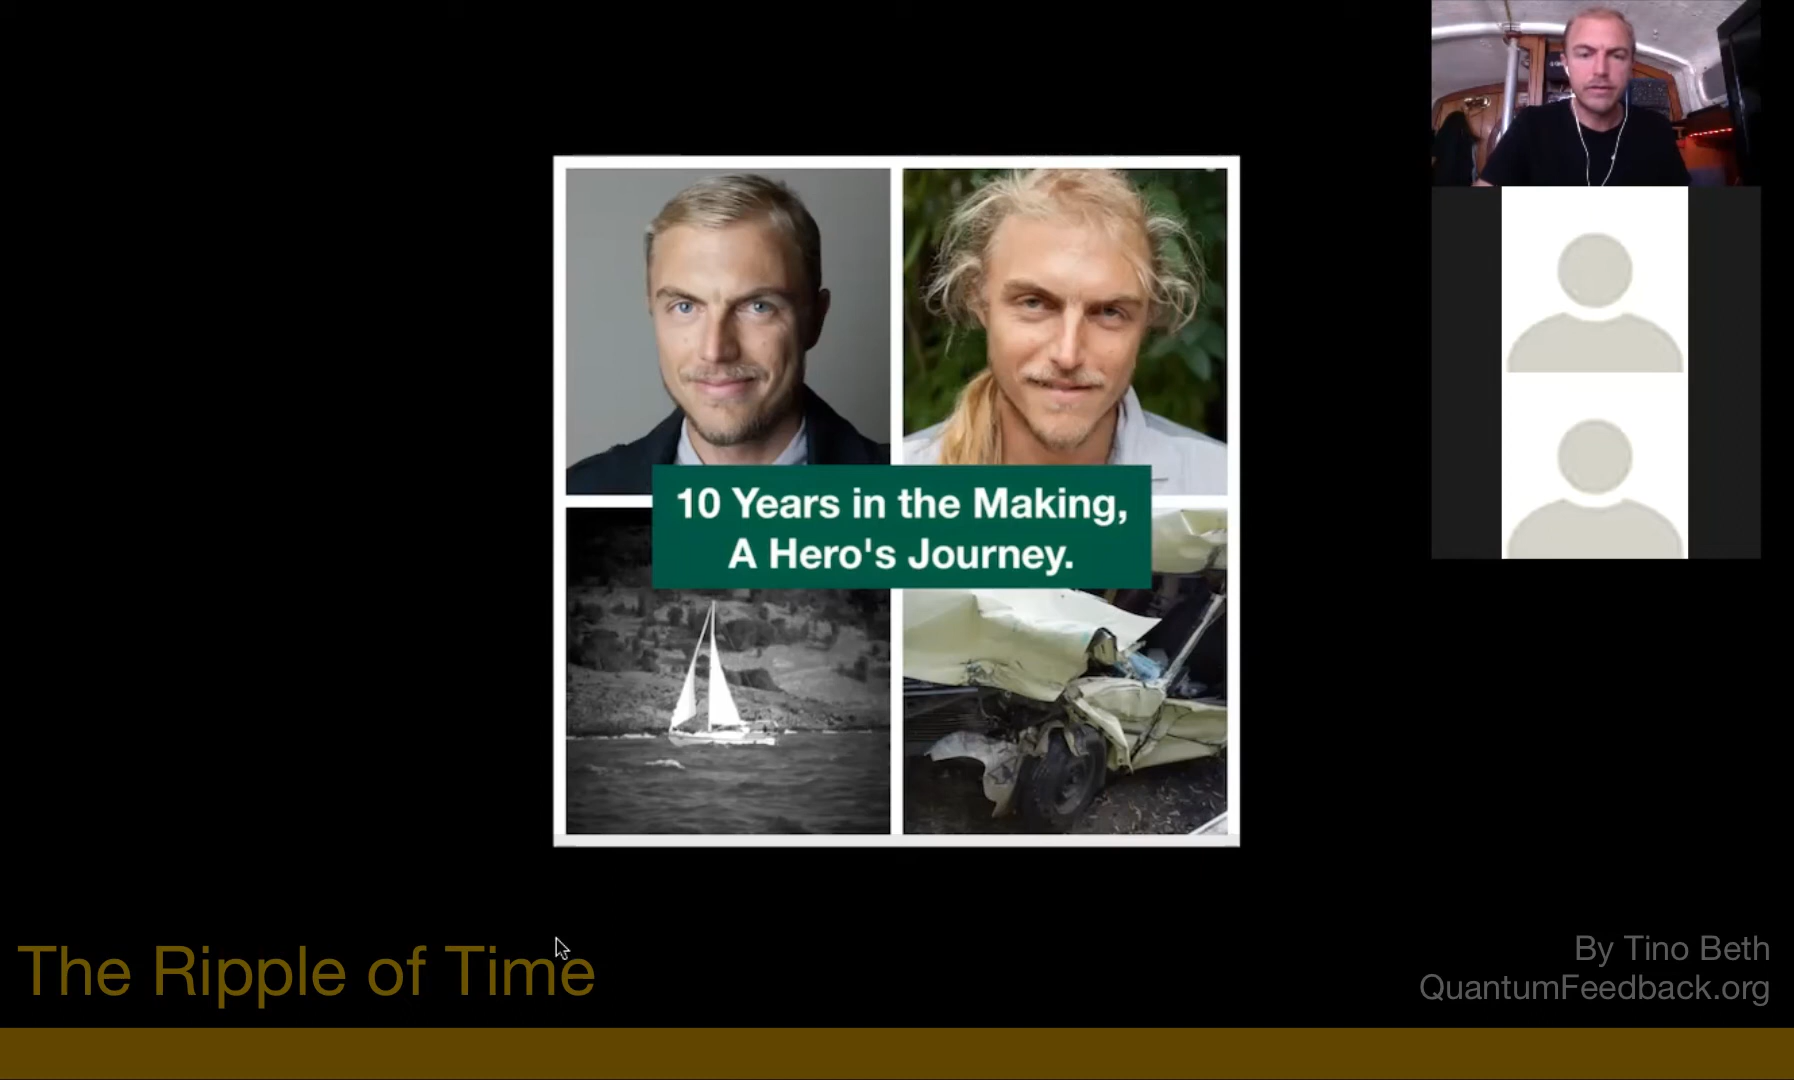 10 Years in the Making,
A Hero's Journey.
The Ripple of Time
By Tino Beth
QuantumFeedback.org